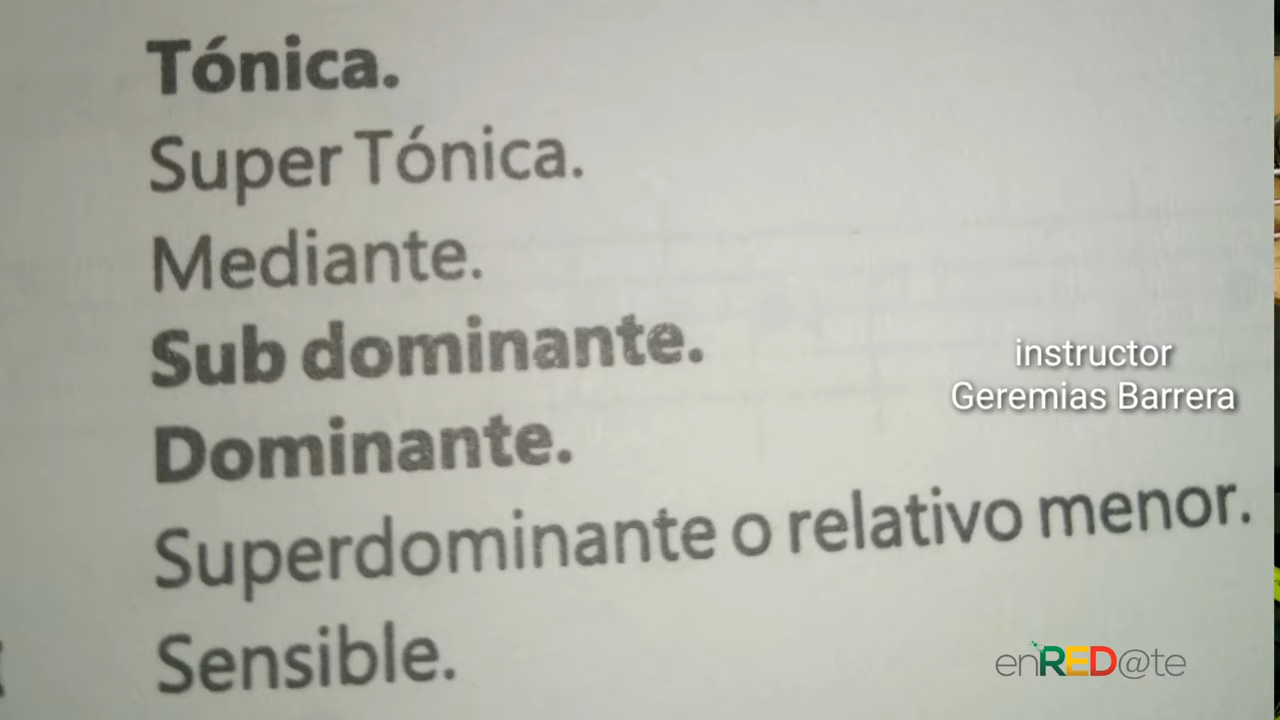 Tónica.
Super Tónica.
Mediante.
Sub dominante.
Dominante.
Superdominante o relativo menor.
Sensible.
instructor
Geremias Barrera
enRED@te